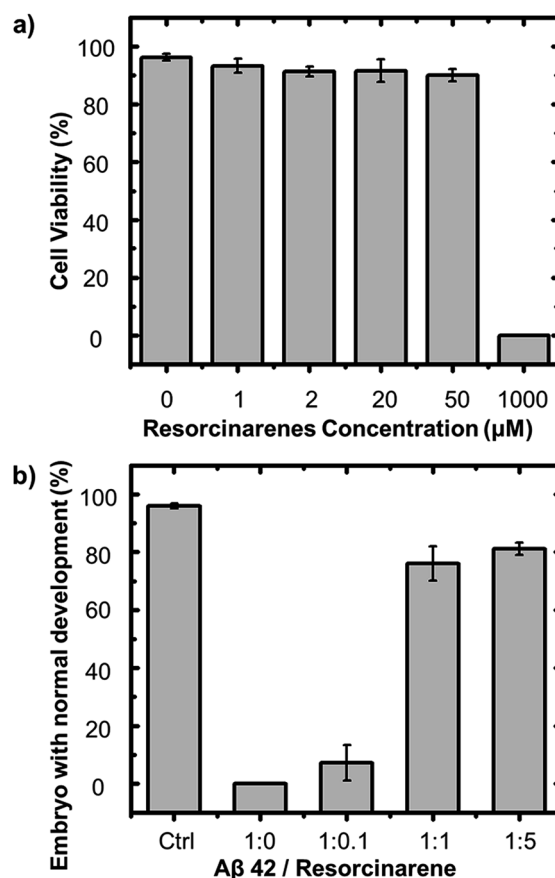 a)
Cell Viability (%)
100
80
60
40
20
0
0 1 2 20 50 1000
Resorcinarenes Concentration (µM)
b)
Embryo with normal development (%)
100
80
60
40
20
0
Ctrl 1:0 1:0.1 1:1 1:5
Aβ 42 / Resorcinarene